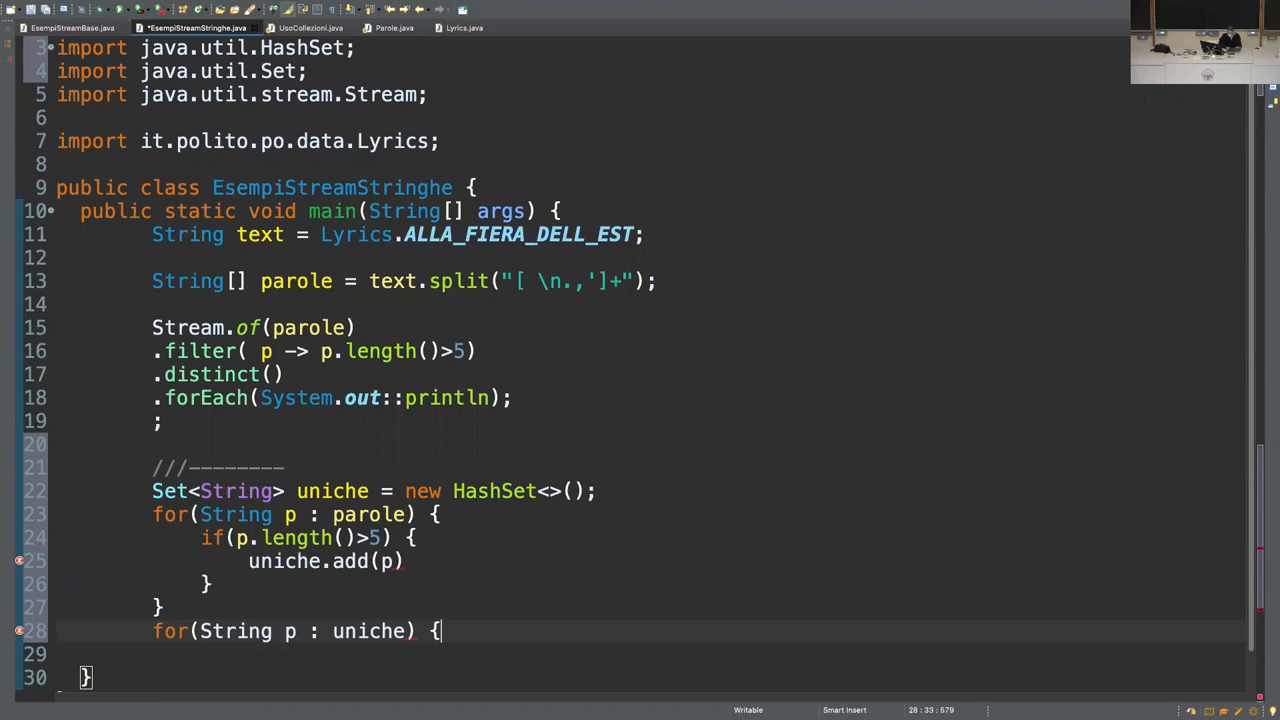 EsempiStreamBase.java *EsempiStreamStringhe.java UsoCollezioni.java Parole.java Lyrics.java
3 import java.util.HashSet;
4 import java.util.Set;
5 import java.util.stream.Stream;
6
7 import it.polito.po.data.Lyrics;
8
9 public class EsempiStreamStringhe {
10 public static void main(String[] args) {
11 String text = Lyrics.ALLA_FIERA_DELL_EST;
12
13 String[] parole = text.split("[ \n.,']+");
14
15 Stream.of(parole)
16 .filter( p -> p.length()>5)
17 .distinct()
18 .forEach(System.out::println);
19 ;
20
21 ///--------
22 Set<String> uniche = new HashSet<>();
23 for(String p : parole) {
24 if(p.length()>5) {
25 uniche.add(p)
26 }
27 }
28 for(String p : uniche) {
29
30 }
Writable Smart Insert 28 : 33 : 579